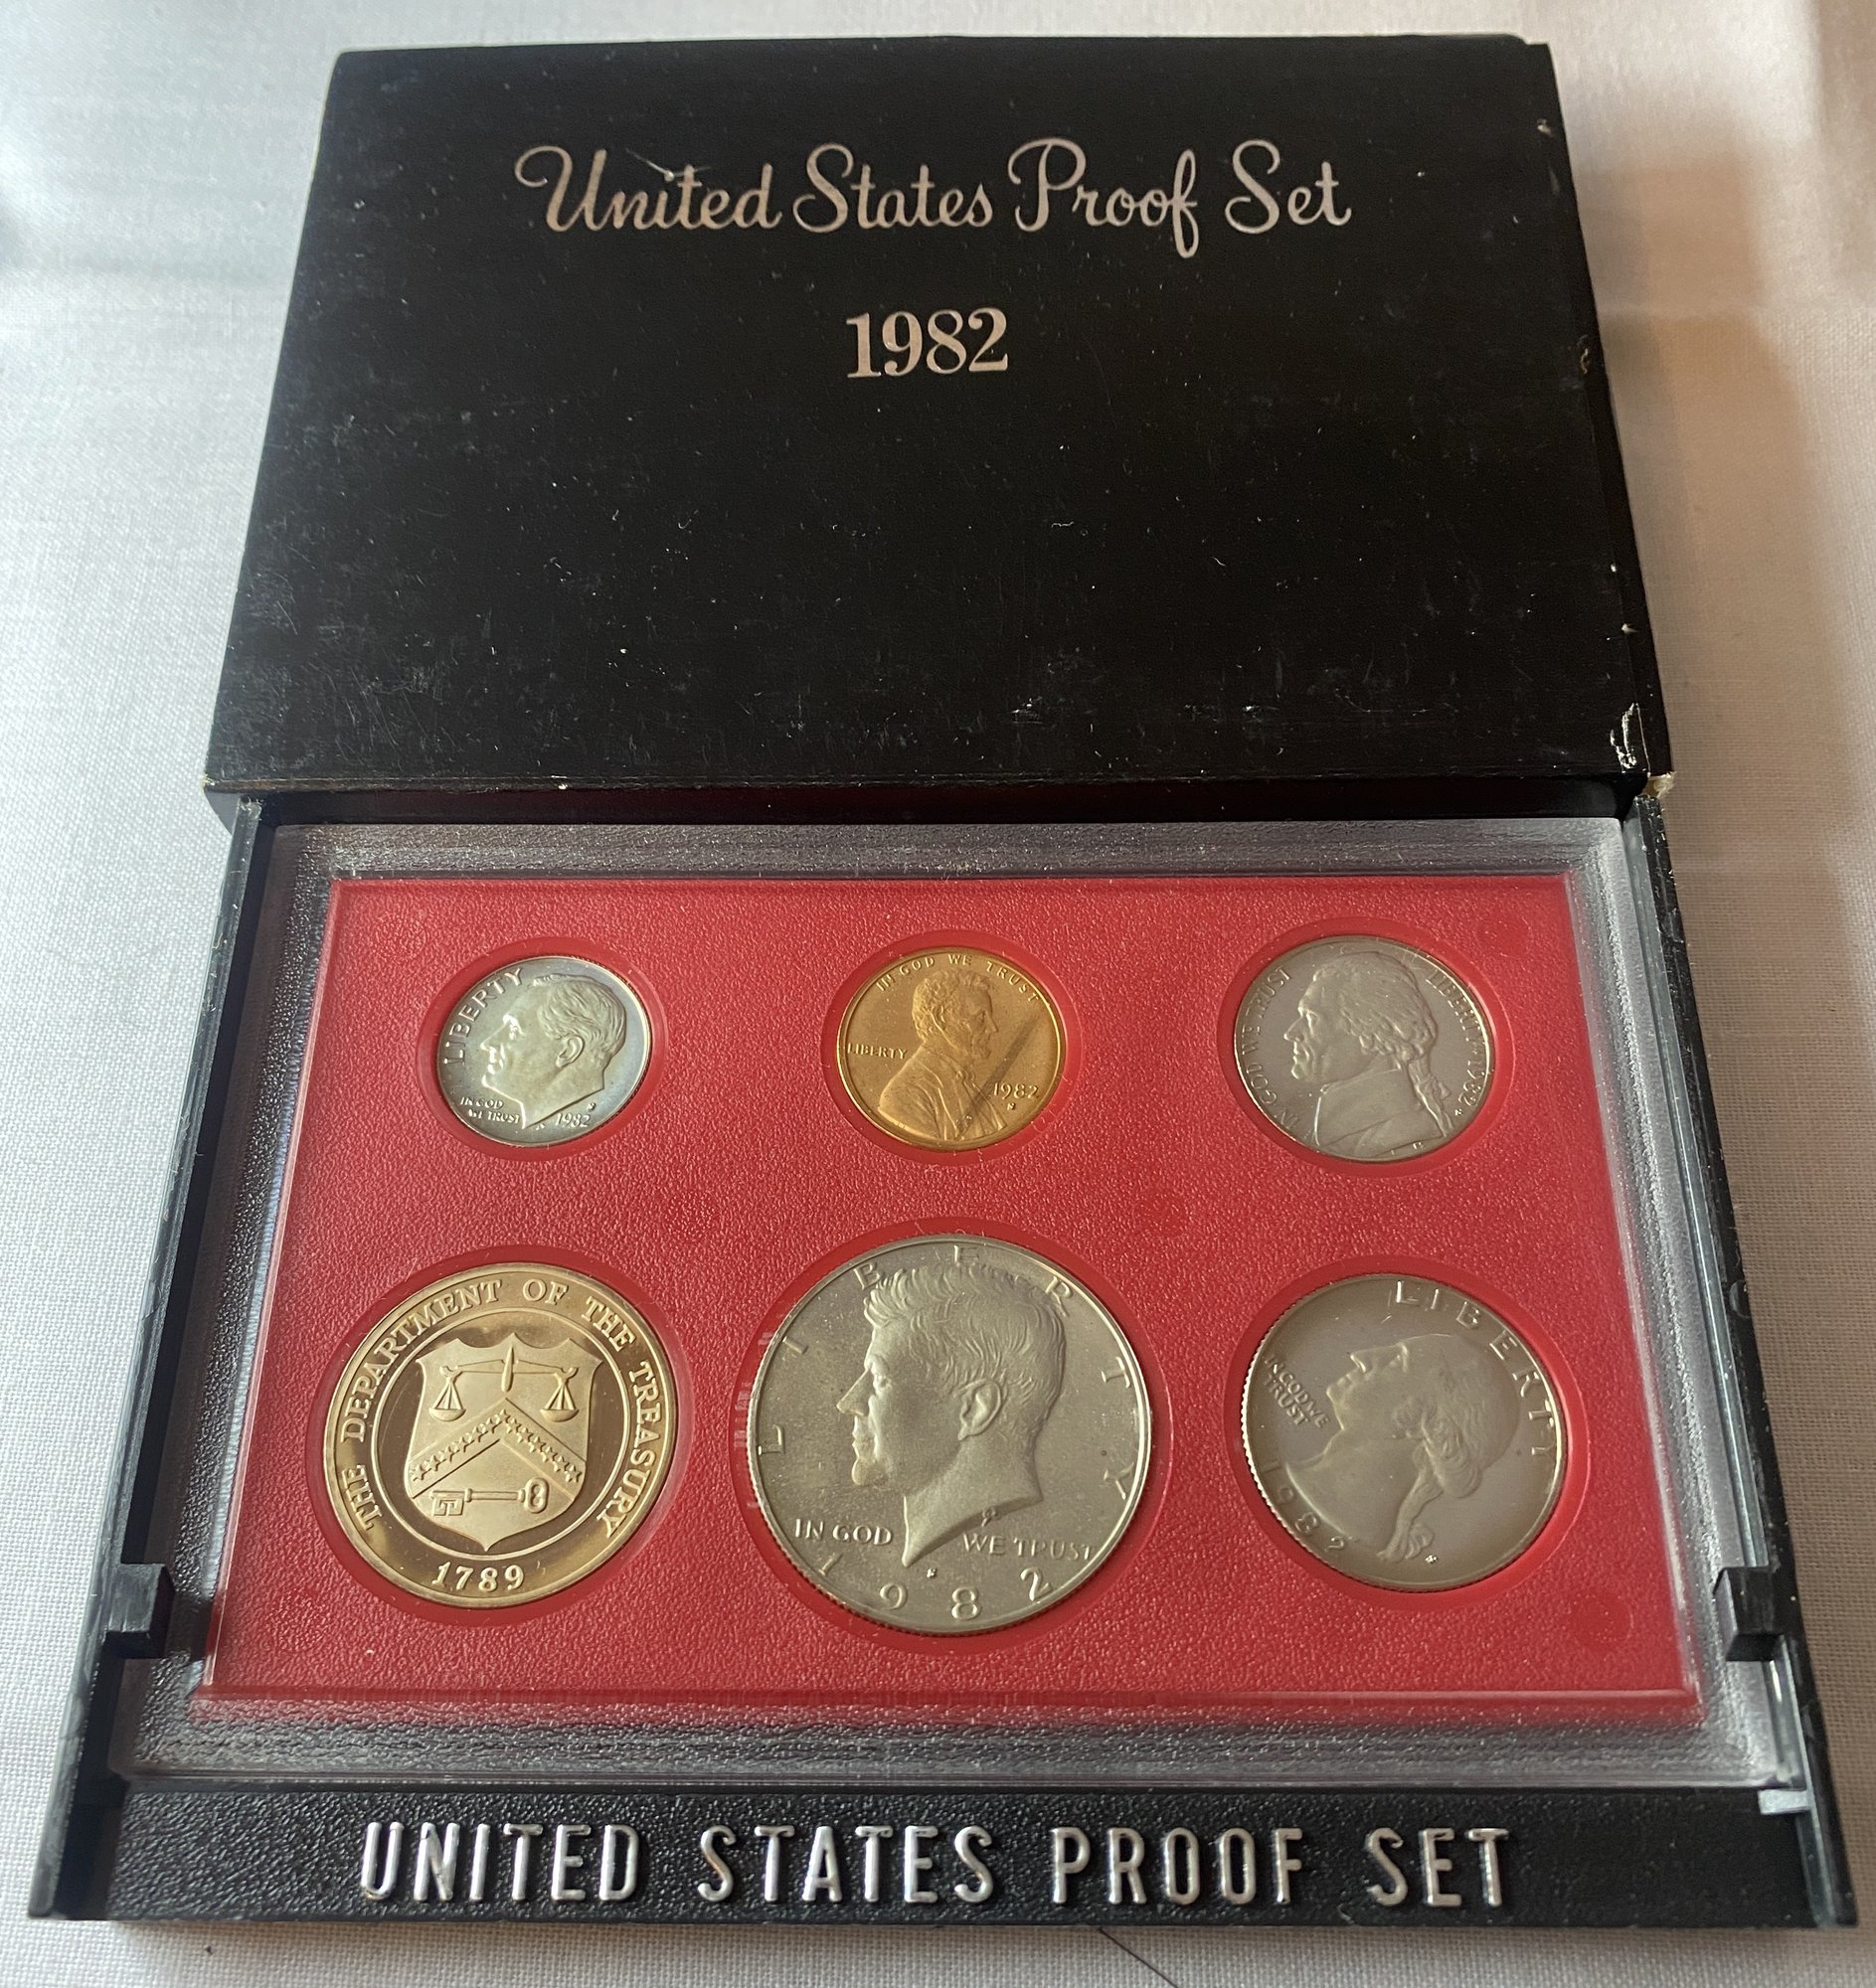 United States Proof Set
1982
LIBERTY
IN GOD
WE TRUST
S
1982
IN GOD WE TRUST
LIBERTY
1982
S
IN GOD WE TRUST
LIBERTY 1982
S
THE DEPARTMENT OF THE TREASURY
1789
LIBERTY
IN GOD WE TRUST
S
1982
LIBERTY
IN GOD WE
TRUST
1982
S
UNITED STATES PROOF SET